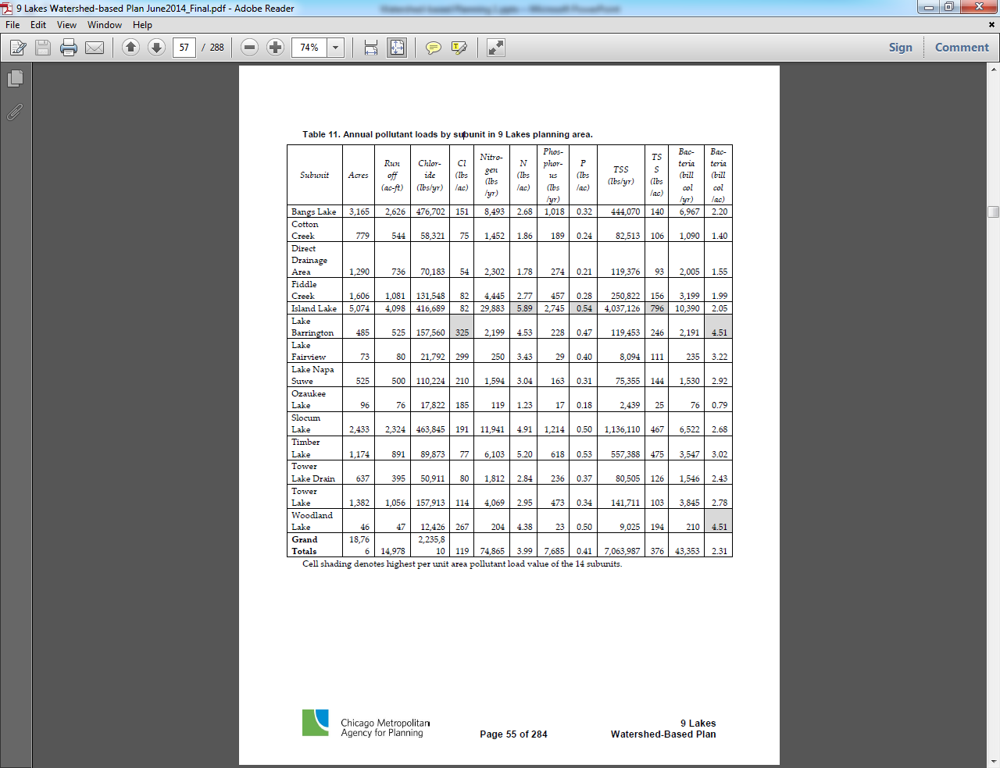 9 Lakes Watershed-based Plan June2014_Final.pdf - Adobe Reader
File Edit View Window Help
57 / 288 74% Sign Comment
Table 11. Annual pollutant loads by subunit in 9 Lakes planning area.
Subunit Acres Run off (ac-ft) Chlor- ide (lbs/yr) Cl (lbs /ac) Nitro- gen (lbs /yr) N (lbs /ac) Phos- phor- us (lbs /yr) P (lbs /ac) TSS (lbs/yr) TS S (lbs /ac) Bac- teria (bill col /yr) Bac- teria (bill col /ac)
Bangs Lake 3,165 2,626 476,702 151 8,493 2.68 1,018 0.32 444,070 140 6,967 2.20
Cotton
Creek 779 544 58,321 75 1,452 1.86 189 0.24 82,513 106 1,090 1.40
Direct
Drainage
Area 1,290 736 70,183 54 2,302 1.78 274 0.21 119,376 93 2,005 1.55
Fiddle
Creek 1,606 1,081 131,548 82 4,445 2.77 457 0.28 250,822 156 3,199 1.99
Island Lake 5,074 4,098 416,689 82 29,883 5.89 2,745 0.54 4,037,126 796 10,390 2.05
Lake
Barrington 485 525 157,560 325 2,199 4.53 228 0.47 119,453 246 2,191 4.51
Lake
Fairview 73 80 21,792 299 250 3.43 29 0.40 8,094 111 235 3.22
Lake Napa
Suwe 525 500 110,224 210 1,594 3.04 163 0.31 75,355 144 1,530 2.92
Ozaukee
Lake 96 76 17,822 185 119 1.23 17 0.18 2,439 25 76 0.79
Slocum
Lake 2,433 2,324 463,845 191 11,941 4.91 1,214 0.50 1,136,110 467 6,522 2.68
Timber
Lake 1,174 891 89,873 77 6,103 5.20 618 0.53 557,388 475 3,547 3.02
Tower
Lake Drain 637 395 50,911 80 1,812 2.84 236 0.37 80,505 126 1,546 2.43
Tower
Lake 1,382 1,056 157,913 114 4,069 2.95 473 0.34 141,711 103 3,845 2.78
Woodland
Lake 46 47 12,426 267 204 4.38 23 0.50 9,025 194 210 4.51
Grand 18,76 2,235,8
Totals 6 14,978 10 119 74,865 3.99 7,685 0.41 7,063,987 376 43,353 2.31
Cell shading denotes highest per unit area pollutant load value of the 14 subunits.
Chicago Metropolitan
Agency for Planning
Page 55 of 284
9 Lakes
Watershed-Based Plan